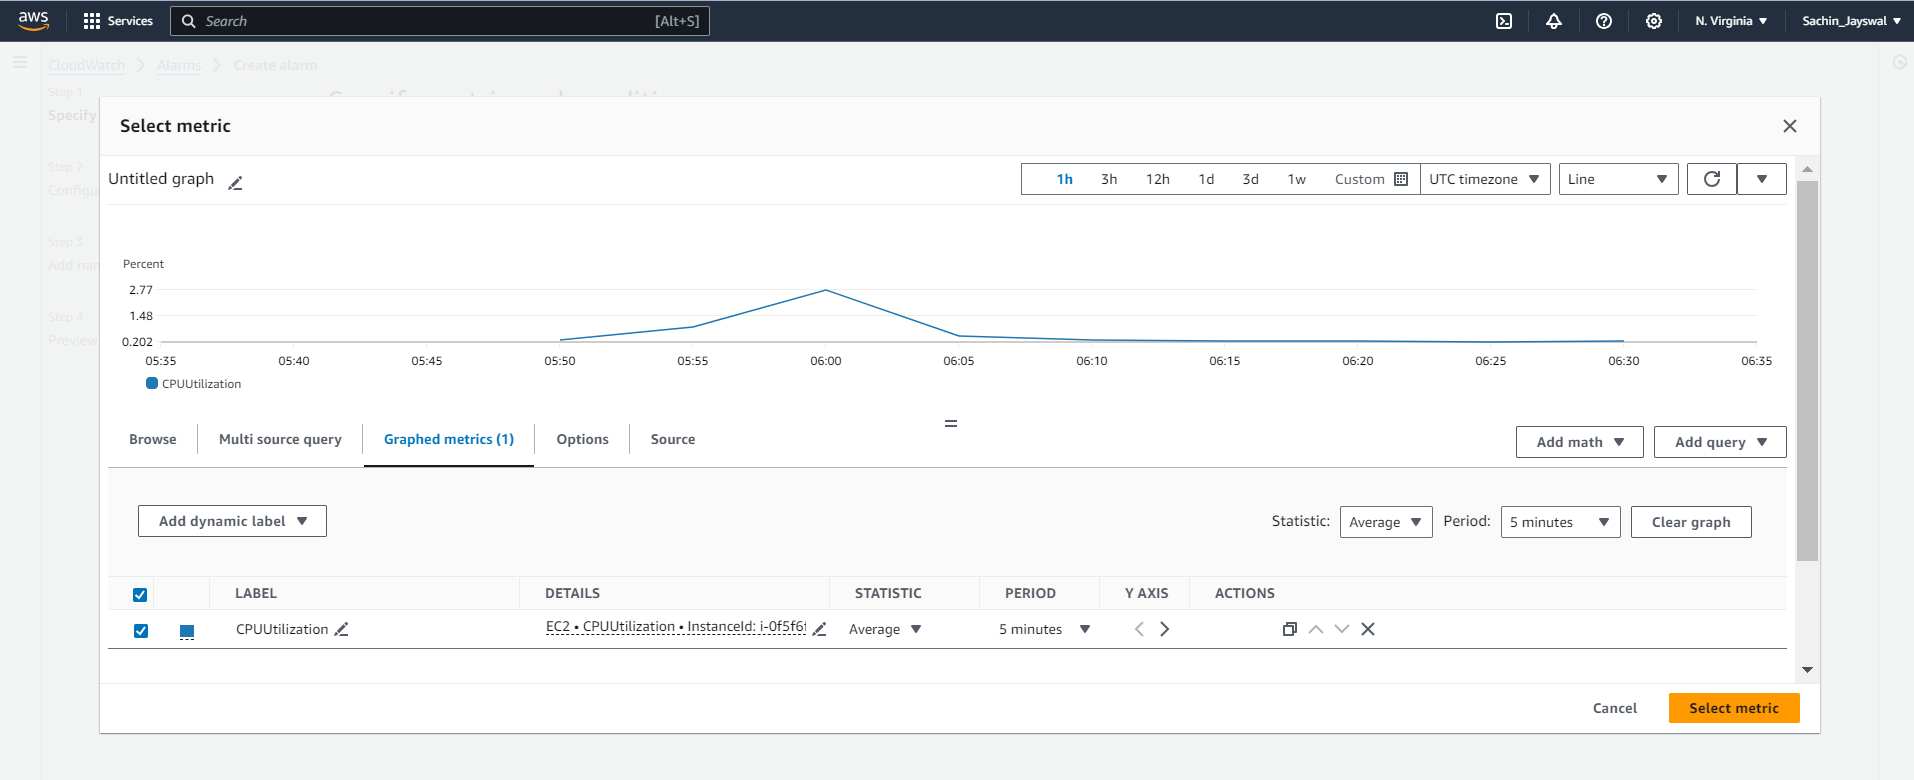 aws Services Search [Alt+S] N. Virginia Sachin_Jayswal
CloudWatch Alarms Create alarm
Step 1
Specify
Step 2
Step 3
Step 4
Preview
Select metric
Untitled graph 1h 3h 12h 1d 3d 1w Custom UTC timezone Line
Percent
2.77
1.48
0.202
05:35 05:40 05:45 05:50 05:55 06:00 06:05 06:10 06:15 06:20 06:25 06:30 06:35
CPUUtilization
Browse Multi source query Graphed metrics (1) Options Source Add math Add query
Add dynamic label Statistic: Average Period: 5 minutes Clear graph
LABEL DETAILS STATISTIC PERIOD Y AXIS ACTIONS
CPUUtilization EC2 • CPUUtilization • InstanceId: i-0f5f6f Average 5 minutes
Cancel Select metric